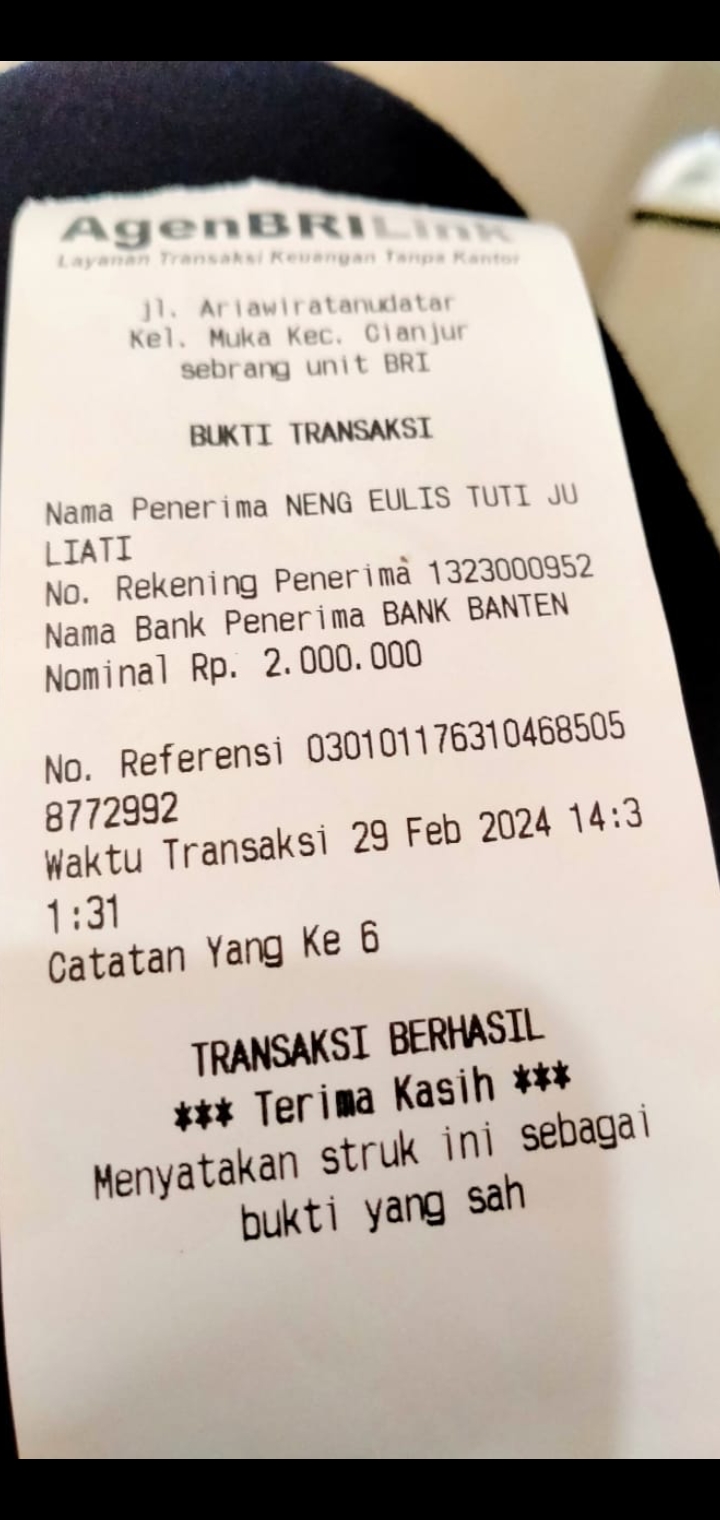 AgenBRILink
Layanan Transaksi Keuangan Tanpa Kantor
jl. Ariawiratanudatar
Kel. Muka Kec. Cianjur
sebrang unit BRI
BUKTI TRANSAKSI
Nama Penerima NENG EULIS TUTI JU
LIATI
No. Rekening Penerima 1323000952
Nama Bank Penerima BANK BANTEN
Nominal Rp. 2.000.000
No. Referensi 030101176310468505
8772992
Waktu Transaksi 29 Feb 2024 14:3
1:31
Catatan Yang Ke 6
TRANSAKSI BERHASIL
*** Terima Kasih ***
Menyatakan struk ini sebagai
bukti yang sah